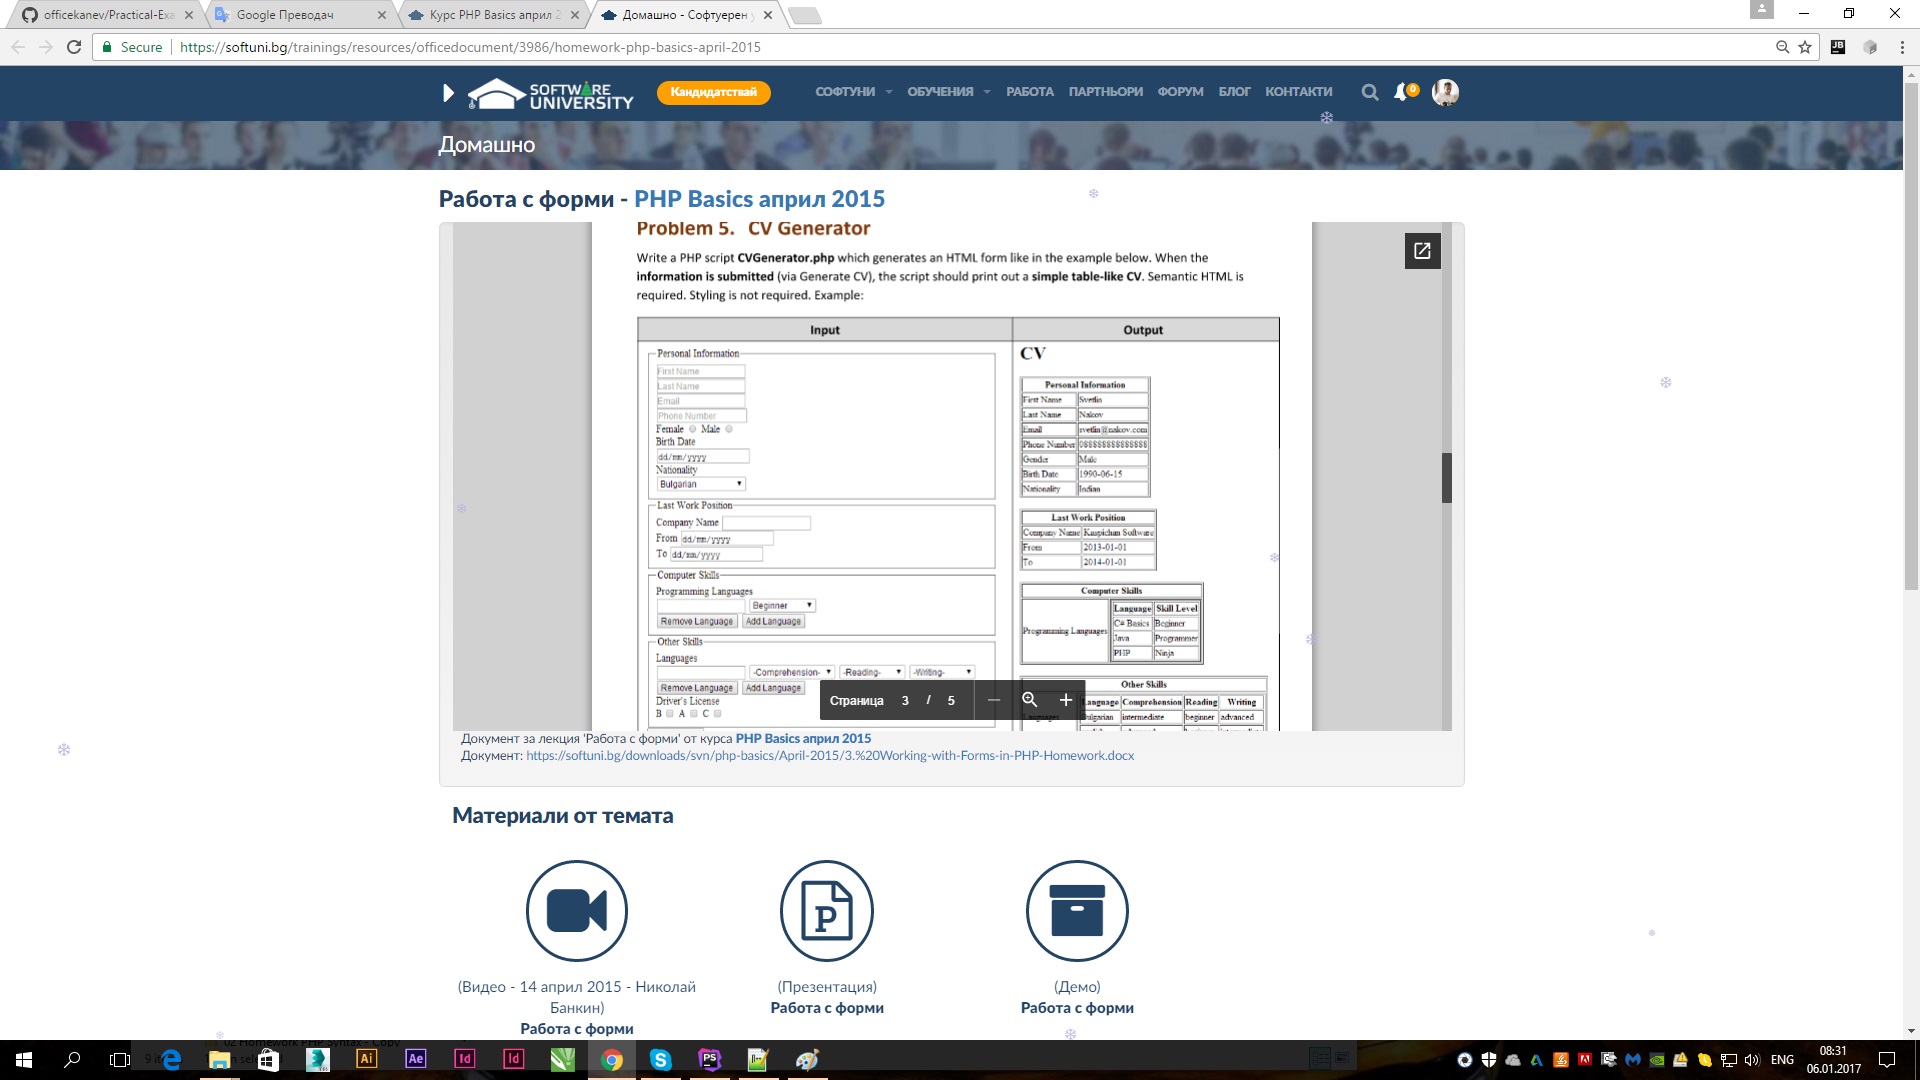 officekanev/Practical-Exa
Google Преводач
Курс PHP Basics април 2
Домашно - Софтуерен у
Secure
https://softuni.bg/trainings/resources/officedocument/3986/homework-php-basics-april-2015
SOFTWARE UNIVERSITY
Кандидатствай
СОФТУНИ
ОБУЧЕНИЯ
РАБОТА
ПАРТНЬОРИ
ФОРУМ
БЛОГ
КОНТАКТИ
0
Домашно
Работа с форми - PHP Basics април 2015
Problem 5. CV Generator
Write a PHP script CVGenerator.php which generates an HTML form like in the example below. When the
information is submitted (via Generate CV), the script should print out a simple table-like CV. Semantic HTML is
required. Styling is not required. Example:
Input
Output
Personal Information
First Name
Last Name
Email
Phone Number
Female Male
Birth Date
dd/mm/yyyy
Nationality
Bulgarian
Last Work Position
Company Name
From dd/mm/yyyy
To dd/mm/yyyy
Computer Skills
Programming Languages
Beginner
Remove Language Add Language
Other Skills
Languages
-Comprehension- -Reading- -Writing-
Remove Language Add Language
Driver's License
B A C
CV
Personal Information
First Name Svetlin
Last Name Nakov
Email svetlin@nakov.com
Phone Number
Gender Male
Birth Date 1990-06-15
Nationality Indian
Last Work Position
Company Name Kaspichan Software
From 2013-01-01
To 2014-01-01
Computer Skills
Programming Languages
Language Skill Level
C# Basics Beginner
Java Programmer
PHP Ninja
Other Skills
Language Comprehension Reading Writing
Bulgarian intermediate beginner advanced
Страница 3 / 5
Документ за лекция 'Работа с форми' от курса PHP Basics април 2015
Документ: https://softuni.bg/downloads/svn/php-basics/April-2015/3.%20Working-with-Forms-in-PHP-Homework.docx
Материали от темата
(Видео - 14 април 2015 - Николай
Банкин)
Работа с форми
(Презентация)
Работа с форми
(Демо)
Работа с форми
02 Homework PHP Syntax - Copy
Ai
Ae
Id
Id
PS
ENG
08:31
06.01.2017